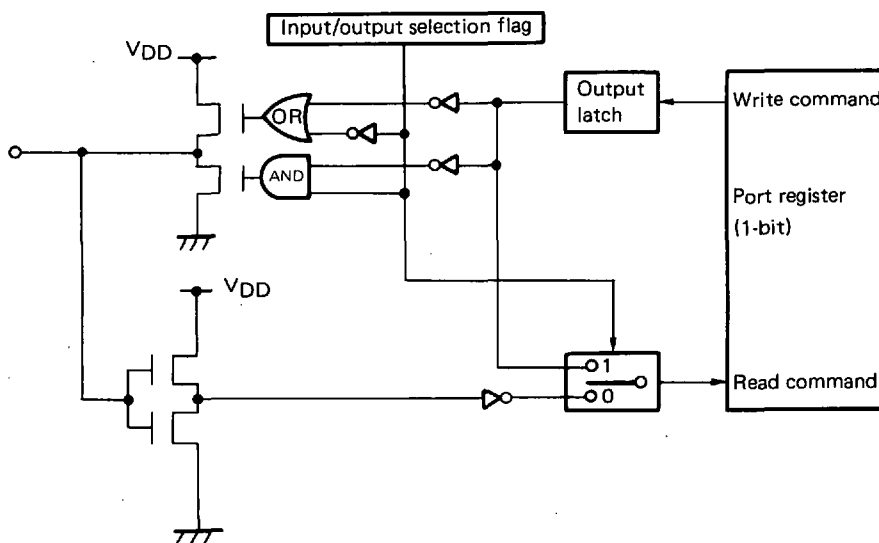 Input/output selection flag
VDD
OR
Output
latch
Write command
AND
Port register
(1-bit)
VDD
1
0
Read command